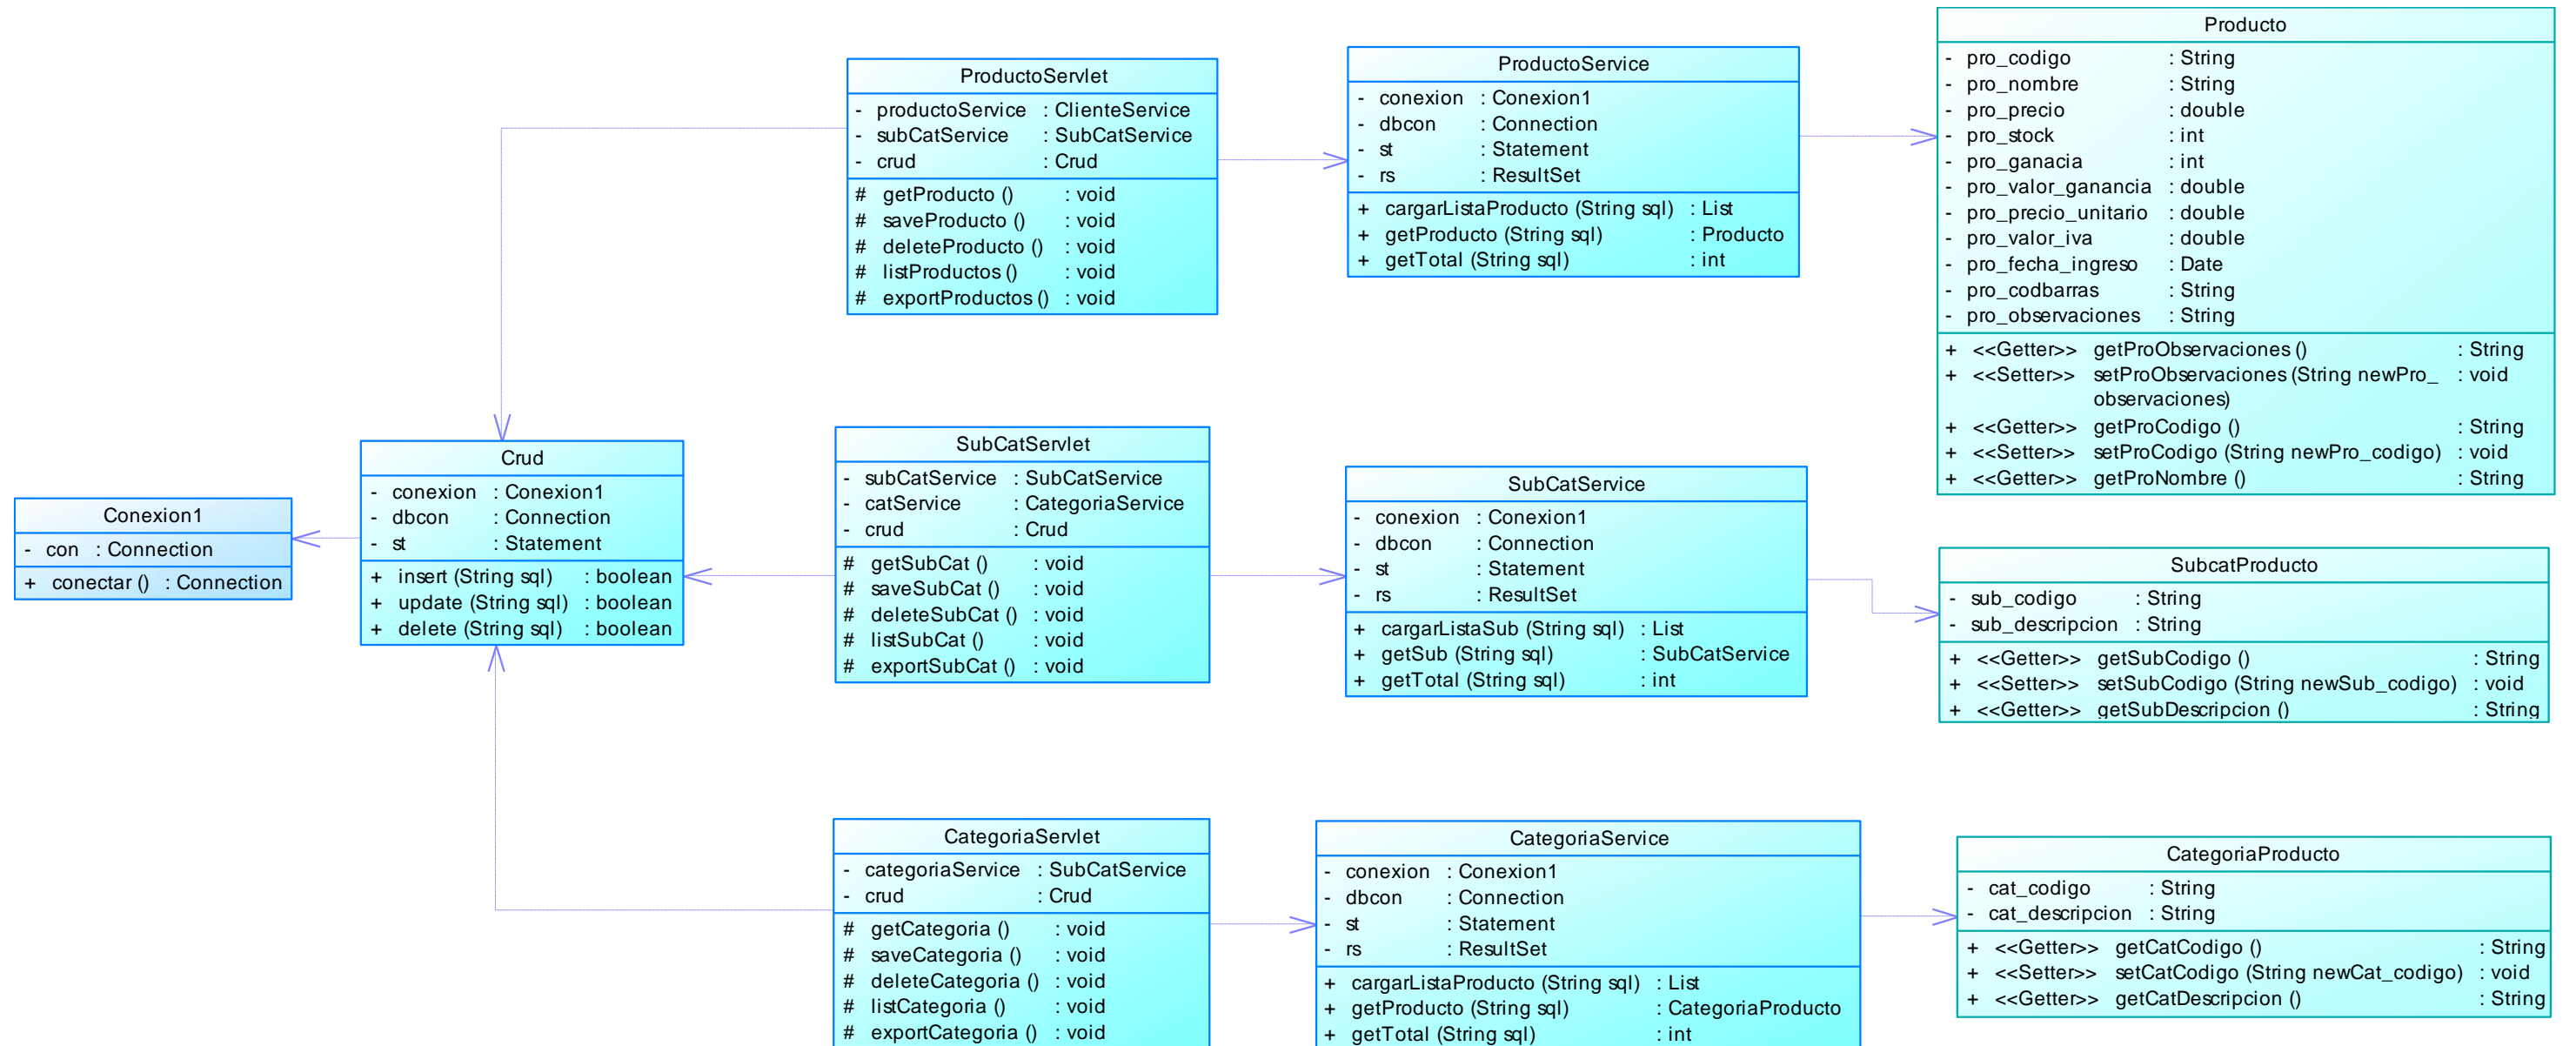 Producto
- pro_codigo : String
- pro_nombre : String
- pro_precio : double
- pro_stock : int
- pro_ganacia : int
- pro_valor_ganancia : double
- pro_precio_unitario : double
- pro_valor_iva : double
- pro_fecha_ingreso : Date
- pro_codbarras : String
- pro_observaciones : String
+ <<Getter>> getProObservaciones () : String
+ <<Setter>> setProObservaciones (String newPro_ : void
observaciones)
+ <<Getter>> getProCodigo () : String
+ <<Setter>> setProCodigo (String newPro_codigo) : void
+ <<Getter>> getProNombre () : String
ProductoService
- conexion : Conexion1
- dbcon : Connection
- st : Statement
- rs : ResultSet
+ cargarListaProducto (String sql) : List
+ getProducto (String sql) : Producto
+ getTotal (String sql) : int
ProductoServlet
- productoService : ClienteService
- subCatService : SubCatService
- crud : Crud
# getProducto () : void
# saveProducto () : void
# deleteProducto () : void
# listProductos () : void
# exportProductos () : void
SubCatServlet
- subCatService : SubCatService
- catService : CategoriaService
- crud : Crud
# getSubCat () : void
# saveSubCat () : void
# deleteSubCat () : void
# listSubCat () : void
# exportSubCat () : void
Crud
- conexion : Conexion1
- dbcon : Connection
- st : Statement
+ insert (String sql) : boolean
+ update (String sql) : boolean
+ delete (String sql) : boolean
Conexion1
- con : Connection
+ conectar () : Connection
SubCatService
- conexion : Conexion1
- dbcon : Connection
- st : Statement
- rs : ResultSet
+ cargarListaSub (String sql) : List
+ getSub (String sql) : SubCatService
+ getTotal (String sql) : int
SubcatProducto
- sub_codigo : String
- sub_descripcion : String
+ <<Getter>> getSubCodigo () : String
+ <<Setter>> setSubCodigo (String newSub_codigo) : void
+ <<Getter>> getSubDescripcion () : String
CategoriaServlet
- categoriaService : SubCatService
- crud : Crud
# getCategoria () : void
# saveCategoria () : void
# deleteCategoria () : void
# listCategoria () : void
# exportCategoria () : void
CategoriaService
- conexion : Conexion1
- dbcon : Connection
- st : Statement
- rs : ResultSet
+ cargarListaProducto (String sql) : List
+ getProducto (String sql) : CategoriaProducto
+ getTotal (String sql) : int
CategoriaProducto
- cat_codigo : String
- cat_descripcion : String
+ <<Getter>> getCatCodigo () : String
+ <<Setter>> setCatCodigo (String newCat_codigo) : void
+ <<Getter>> getCatDescripcion () : String